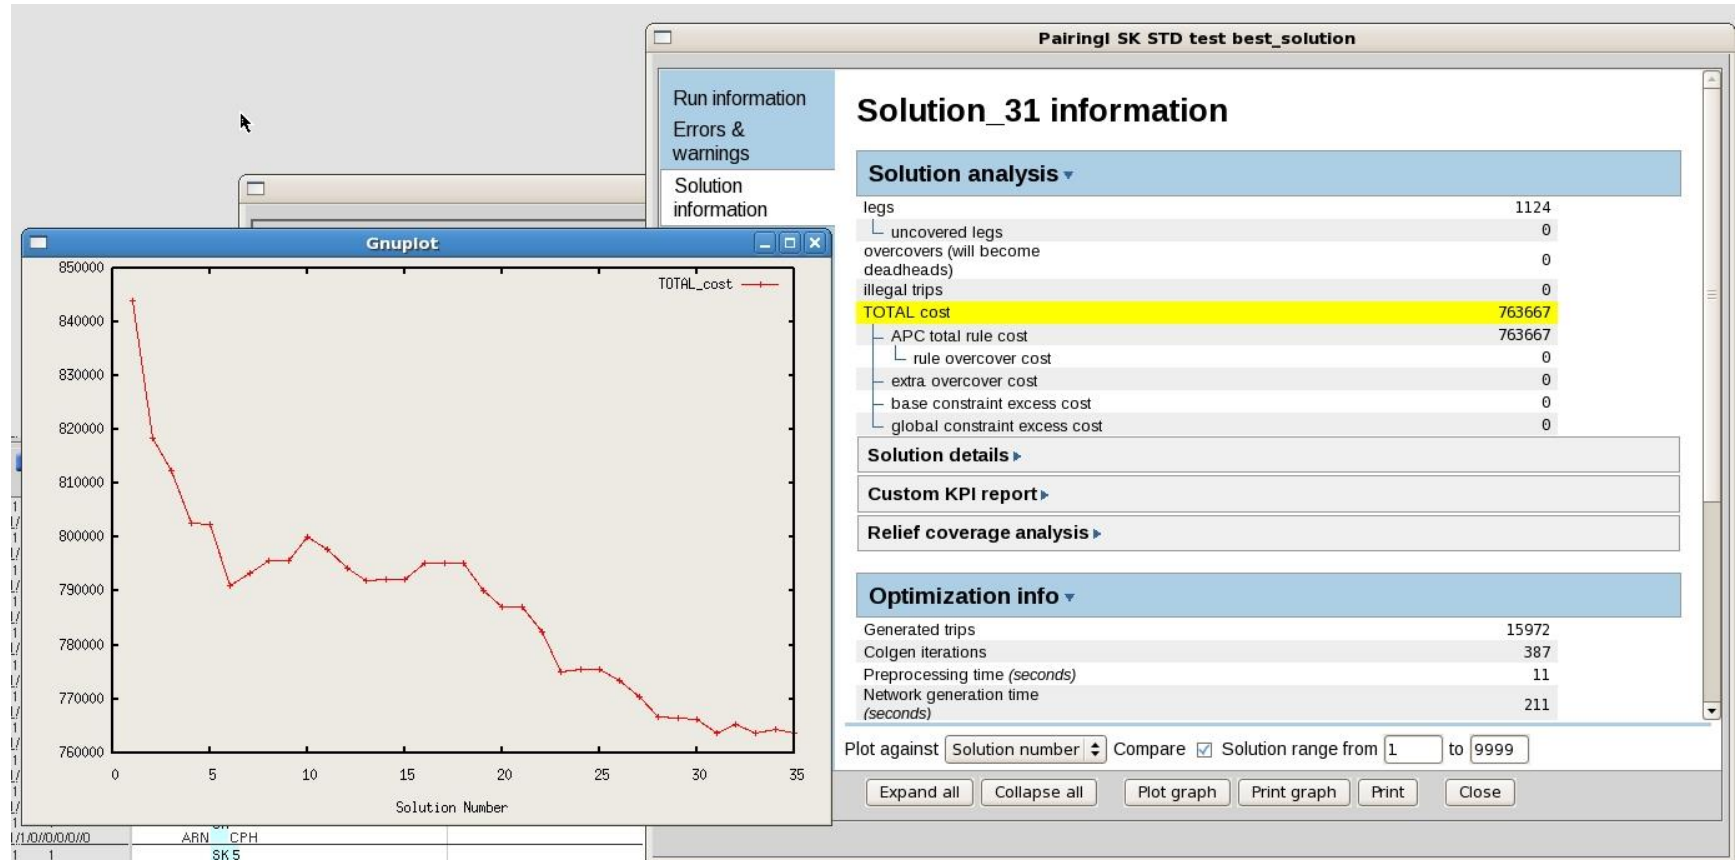 PairingI SK STD test best_solution
Run information
Errors &
warnings
Solution
information
Solution_31 information
Solution analysis
legs 1124
uncovered legs 0
overcovers (will become
deadheads) 0
illegal trips 0
TOTAL cost 763667
APC total rule cost 763667
rule overcover cost 0
extra overcover cost 0
base constraint excess cost 0
global constraint excess cost 0
Solution details
Custom KPI report
Relief coverage analysis
Optimization info
Generated trips 15972
Colgen iterations 387
Preprocessing time (seconds) 11
Network generation time
(seconds) 211
Plot against Solution number Compare Solution range from 1 to 9999
Expand all Collapse all Plot graph Print graph Print Close
Gnuplot
TOTAL_cost
850000
840000
830000
820000
810000
800000
790000
780000
770000
760000
0 5 10 15 20 25 30 35
Solution Number
ARN CPH
1 1 SK 5